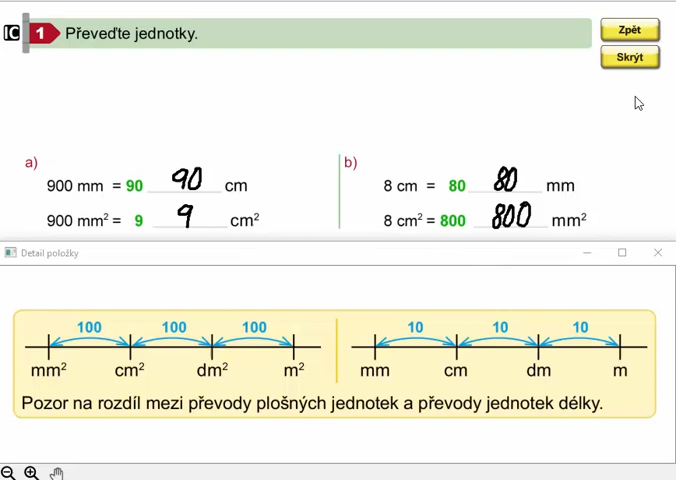 1 Převeďte jednotky.
Zpět
Skrýt
a)
900 mm = 90 90 cm
900 mm² = 9 9 cm²
b)
8 cm = 80 80 mm
8 cm² = 800 800 mm²
Detail položky
100 100 100
mm² cm² dm² m²
10 10 10
mm cm dm m
Pozor na rozdíl mezi převody plošných jednotek a převody jednotek délky.